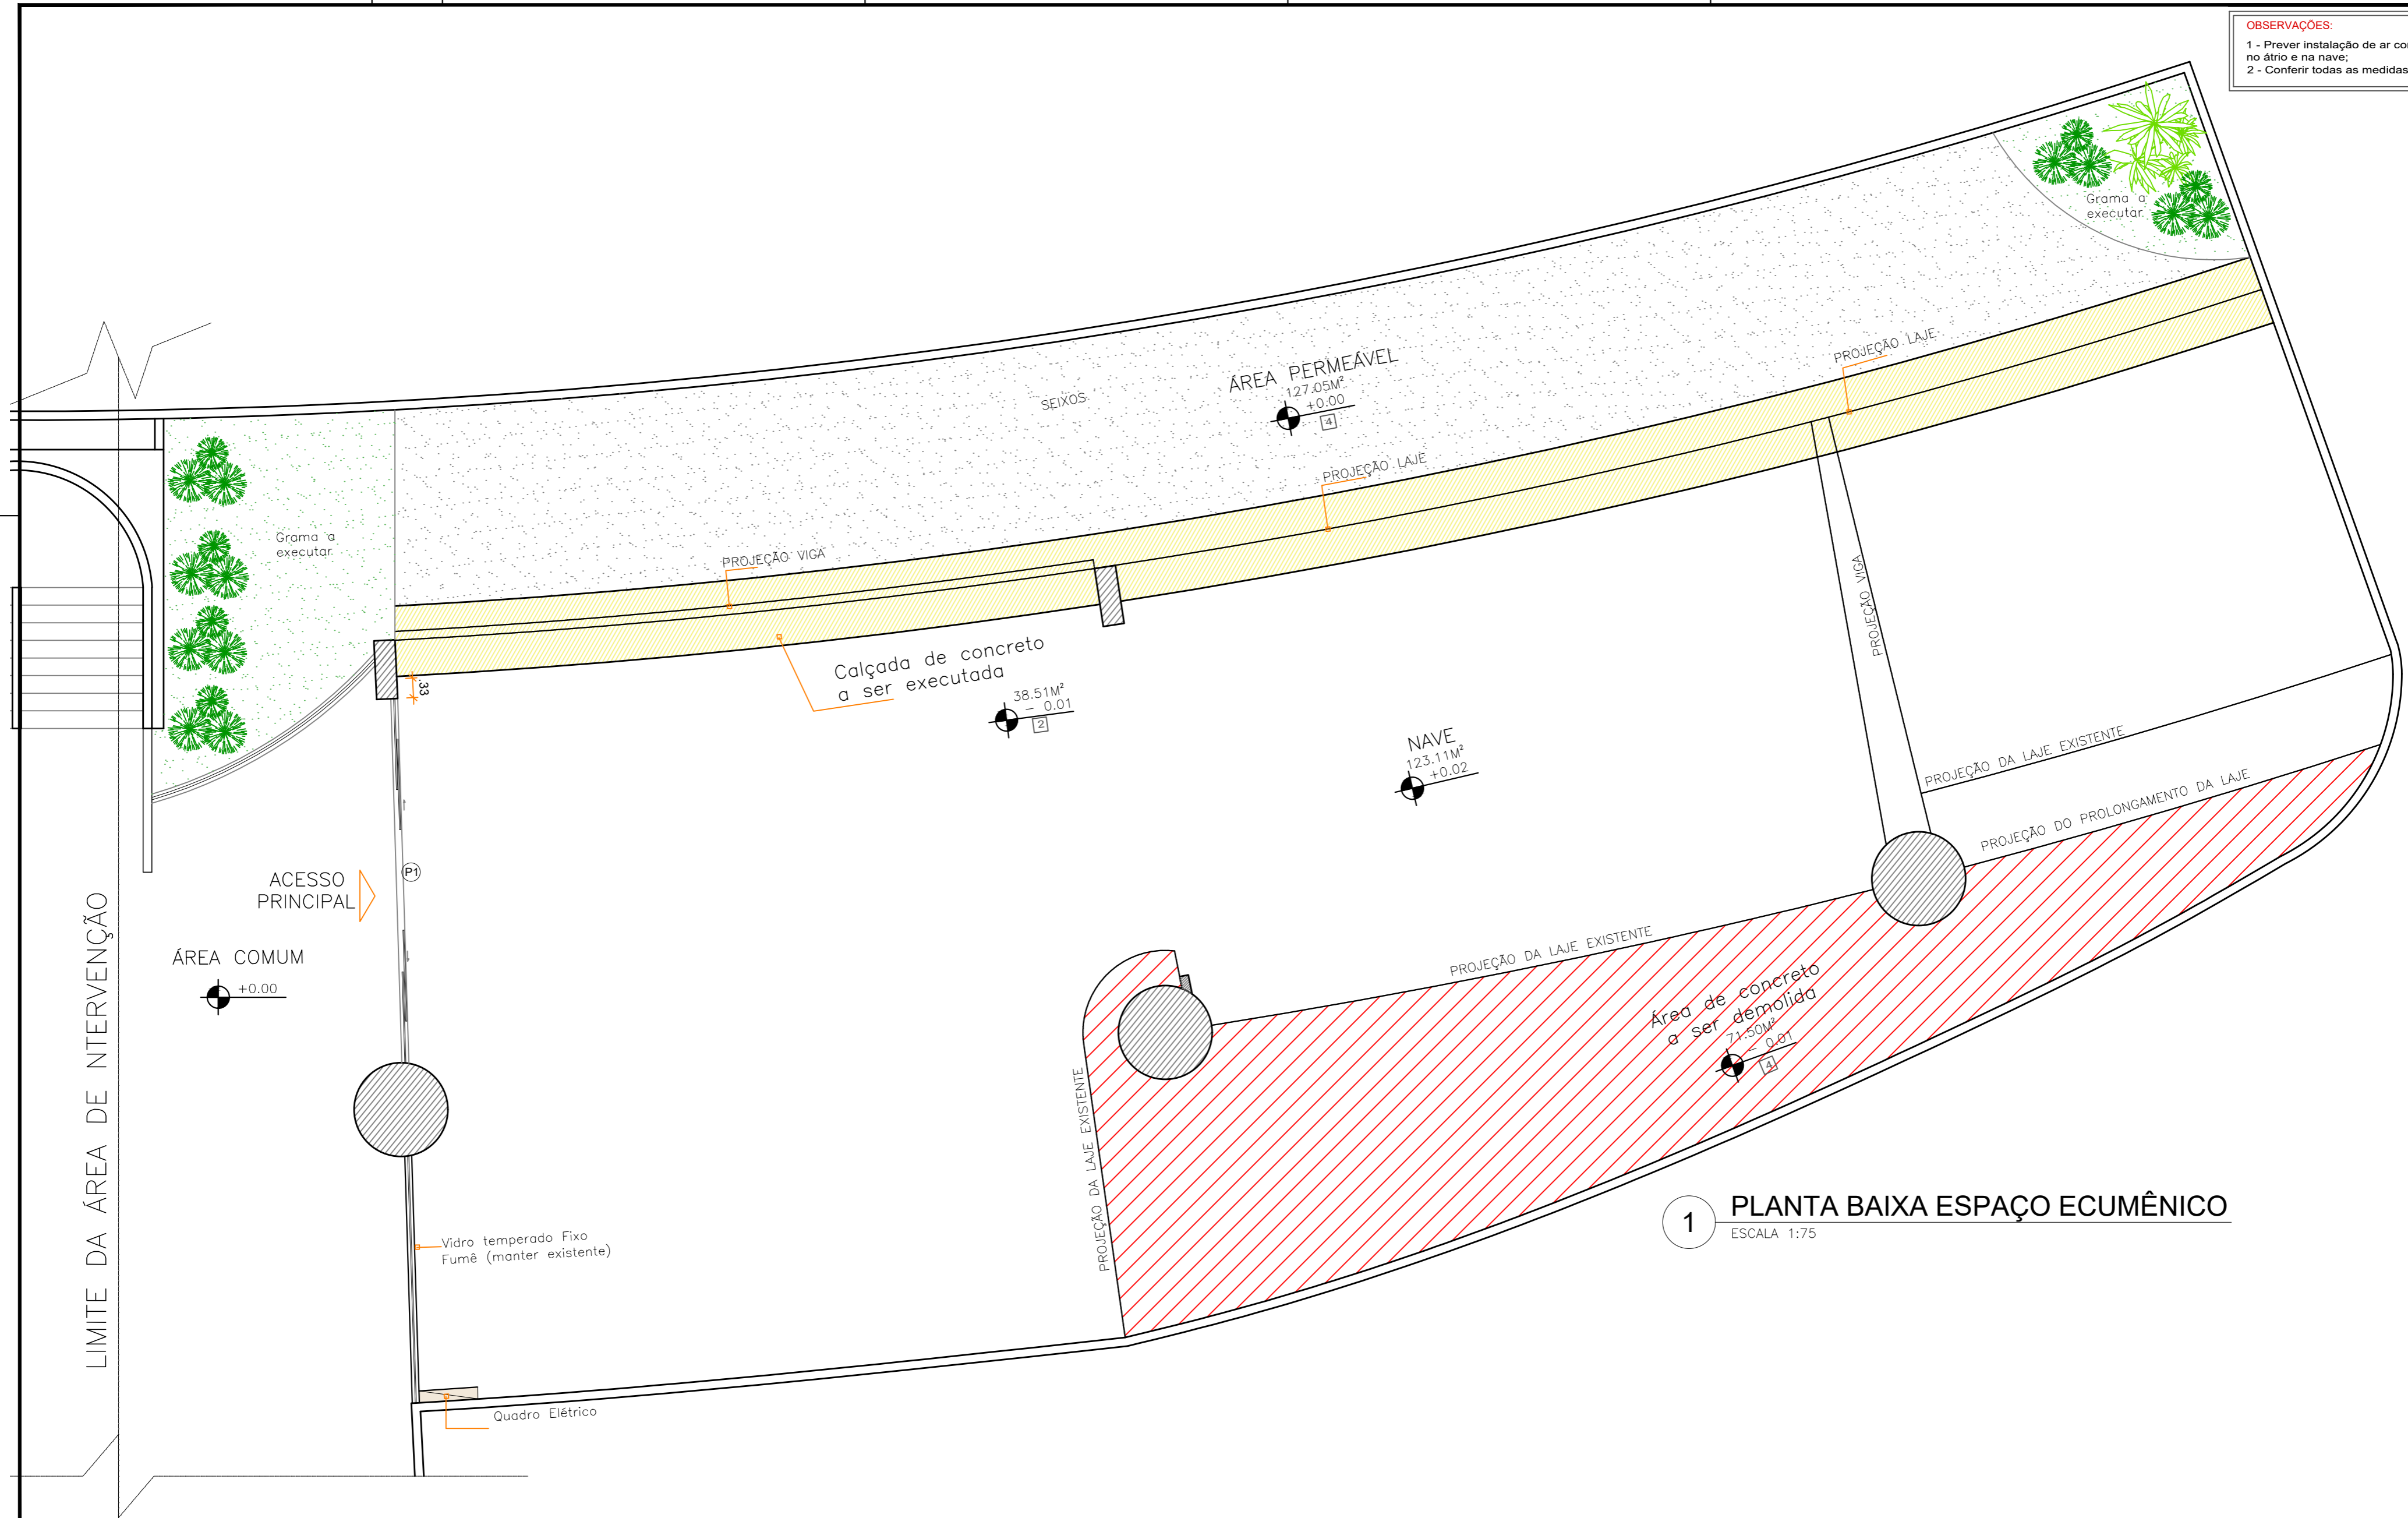 OBSERVAÇÕES:
1 - Prever instalação de ar
no átrio e na nave;
2 - Conferir todas as medidas
Grama a
executar
PROJEÇÃO LAJE
ÁREA PERMEÁVEL
127.05M²
+0.00
4
SEIXOS
PROJEÇÃO LAJE
Grama a
executar
PROJEÇÃO VIGA
PROJEÇÃO VIGA
Calçada de concreto
a ser executada
.33
38.51M²
- 0.01
2
NAVE
123.11M²
+0.02
PROJEÇÃO DA LAJE EXISTENTE
PROJEÇÃO DO PROLONGAMENTO DA LAJE
P1
ACESSO
PRINCIPAL
ÁREA COMUM
+0.00
LIMITE DA ÁREA DE NTERVENÇÃO
PROJEÇÃO DA LAJE EXISTENTE
Área de concreto
a ser demolida
71.50M²
- 0.01
4
PROJEÇÃO DA LAJE EXISTENTE
1
PLANTA BAIXA ESPAÇO ECUMÊNICO
ESCALA 1:75
Vidro temperado Fixo
Fumê (manter existente)
Quadro Elétrico